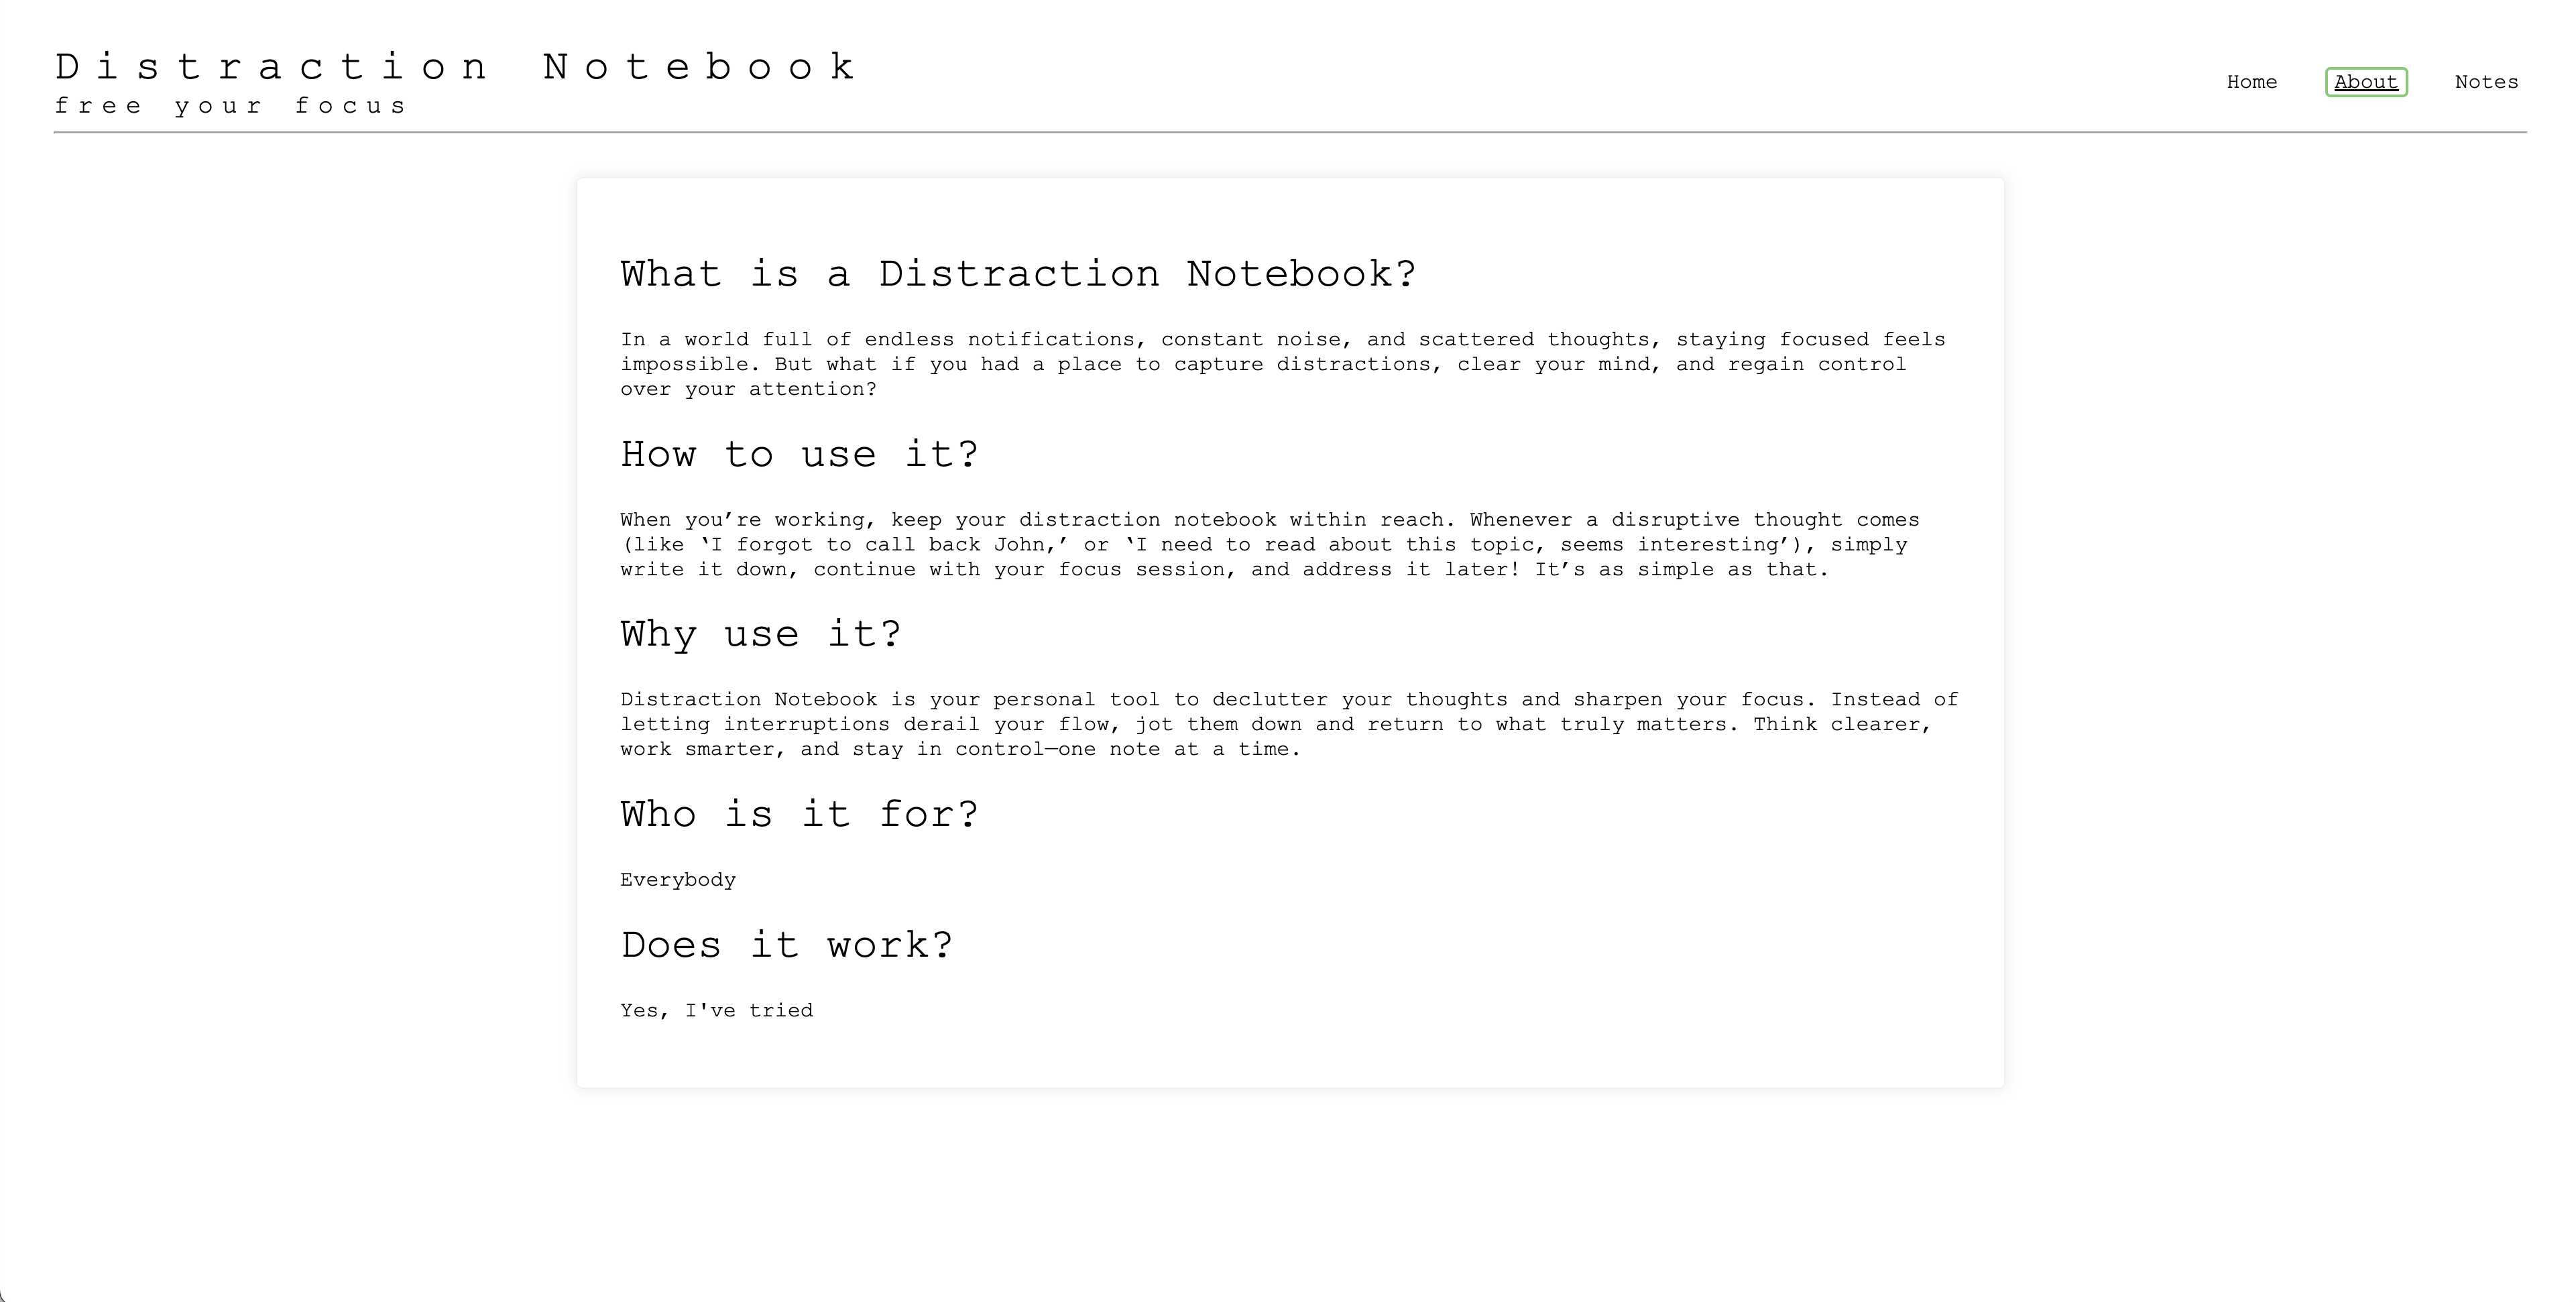 Distraction Notebook
free your focus
Home About Notes
What is a Distraction Notebook?
In a world full of endless notifications, constant noise, and scattered thoughts, staying focused feels
impossible. But what if you had a place to capture distractions, clear your mind, and regain control
over your attention?
How to use it?
When you’re working, keep your distraction notebook within reach. Whenever a disruptive thought comes
(like ‘I forgot to call back John,’ or ‘I need to read about this topic, seems interesting’), simply
write it down, continue with your focus session, and address it later! It’s as simple as that.
Why use it?
Distraction Notebook is your personal tool to declutter your thoughts and sharpen your focus. Instead of
letting interruptions derail your flow, jot them down and return to what truly matters. Think clearer,
work smarter, and stay in control—one note at a time.
Who is it for?
Everybody
Does it work?
Yes, I've tried